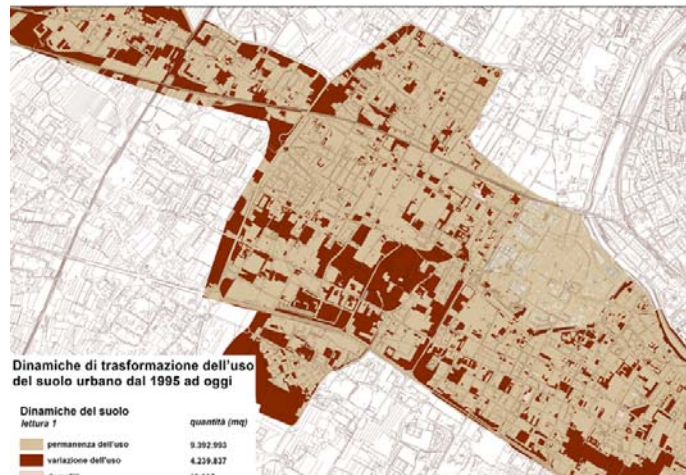 Dinamiche di trasformazione dell'uso
del suolo urbano dal 1995 ad oggi
Dinamiche del suolo
lettura 1 quantità (mq)
permanenza dell'uso 9.392.993
variazione dell'uso 4.239.837